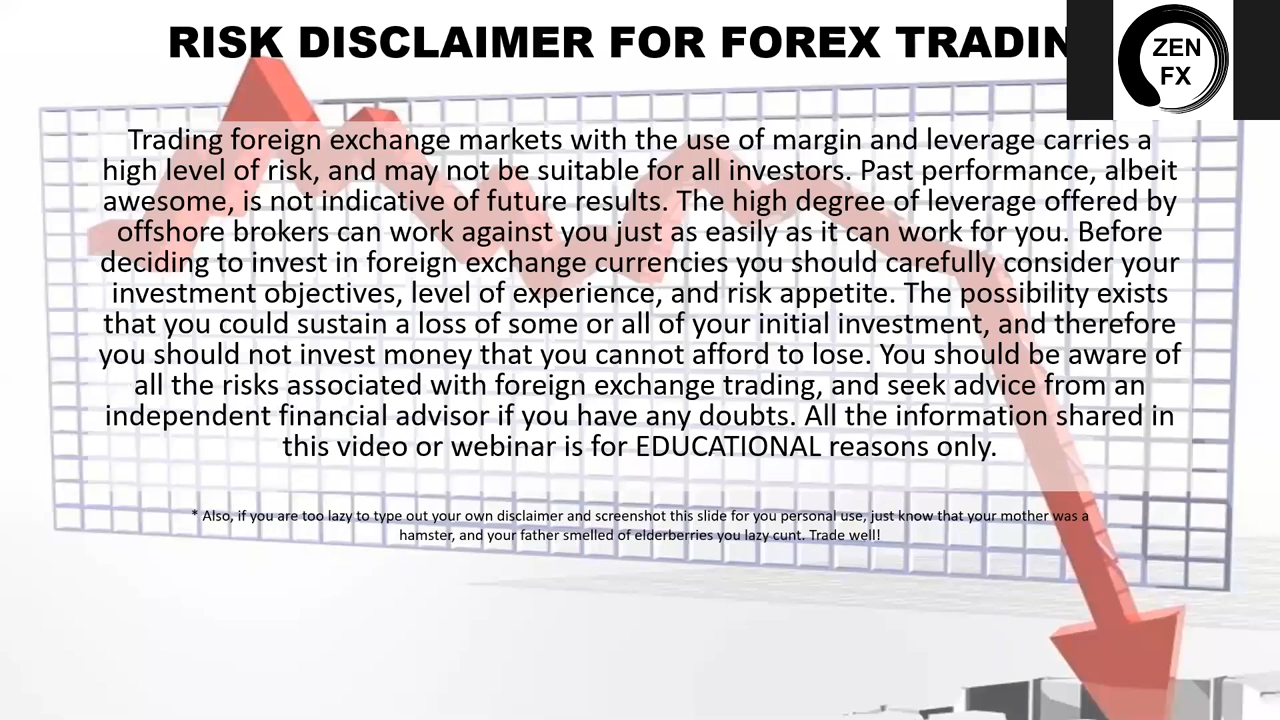 RISK DISCLAIMER FOR FOREX TRADIN
ZEN
FX
Trading foreign exchange markets with the use of margin and leverage carries a
high level of risk, and may not be suitable for all investors. Past performance, albeit
awesome, is not indicative of future results. The high degree of leverage offered by
offshore brokers can work against you just as easily as it can work for you. Before
deciding to invest in foreign exchange currencies you should carefully consider your
investment objectives, level of experience, and risk appetite. The possibility exists
that you could sustain a loss of some or all of your initial investment, and therefore
you should not invest money that you cannot afford to lose. You should be aware of
all the risks associated with foreign exchange trading, and seek advice from an
independent financial advisor if you have any doubts. All the information shared in
this video or webinar is for EDUCATIONAL reasons only.
* Also, if you are too lazy to type out your own disclaimer and screenshot this slide for you personal use, just know that your mother was a
hamster, and your father smelled of elderberries you lazy cunt. Trade well!